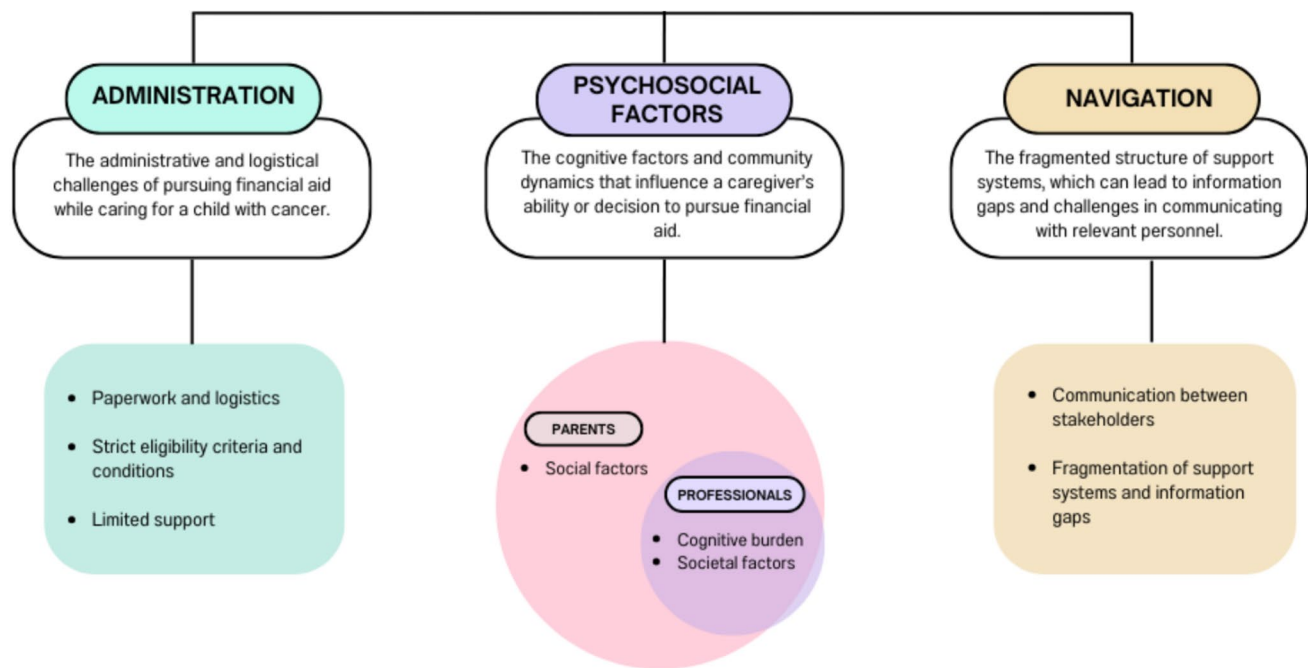 ADMINISTRATION
The administrative and logistical
challenges of pursuing financial aid
while caring for a child with cancer.
• Paperwork and logistics
• Strict eligibility criteria and
conditions
• Limited support
PSYCHOSOCIAL
FACTORS
The cognitive factors and community
dynamics that influence a caregiver's
ability or decision to pursue financial
aid.
PARENTS
• Social factors
PROFESSIONALS
• Cognitive burden
• Societal factors
NAVIGATION
The fragmented structure of support
systems, which can lead to information
gaps and challenges in communicating
with relevant personnel.
• Communication between
stakeholders
• Fragmentation of support
systems and information
gaps